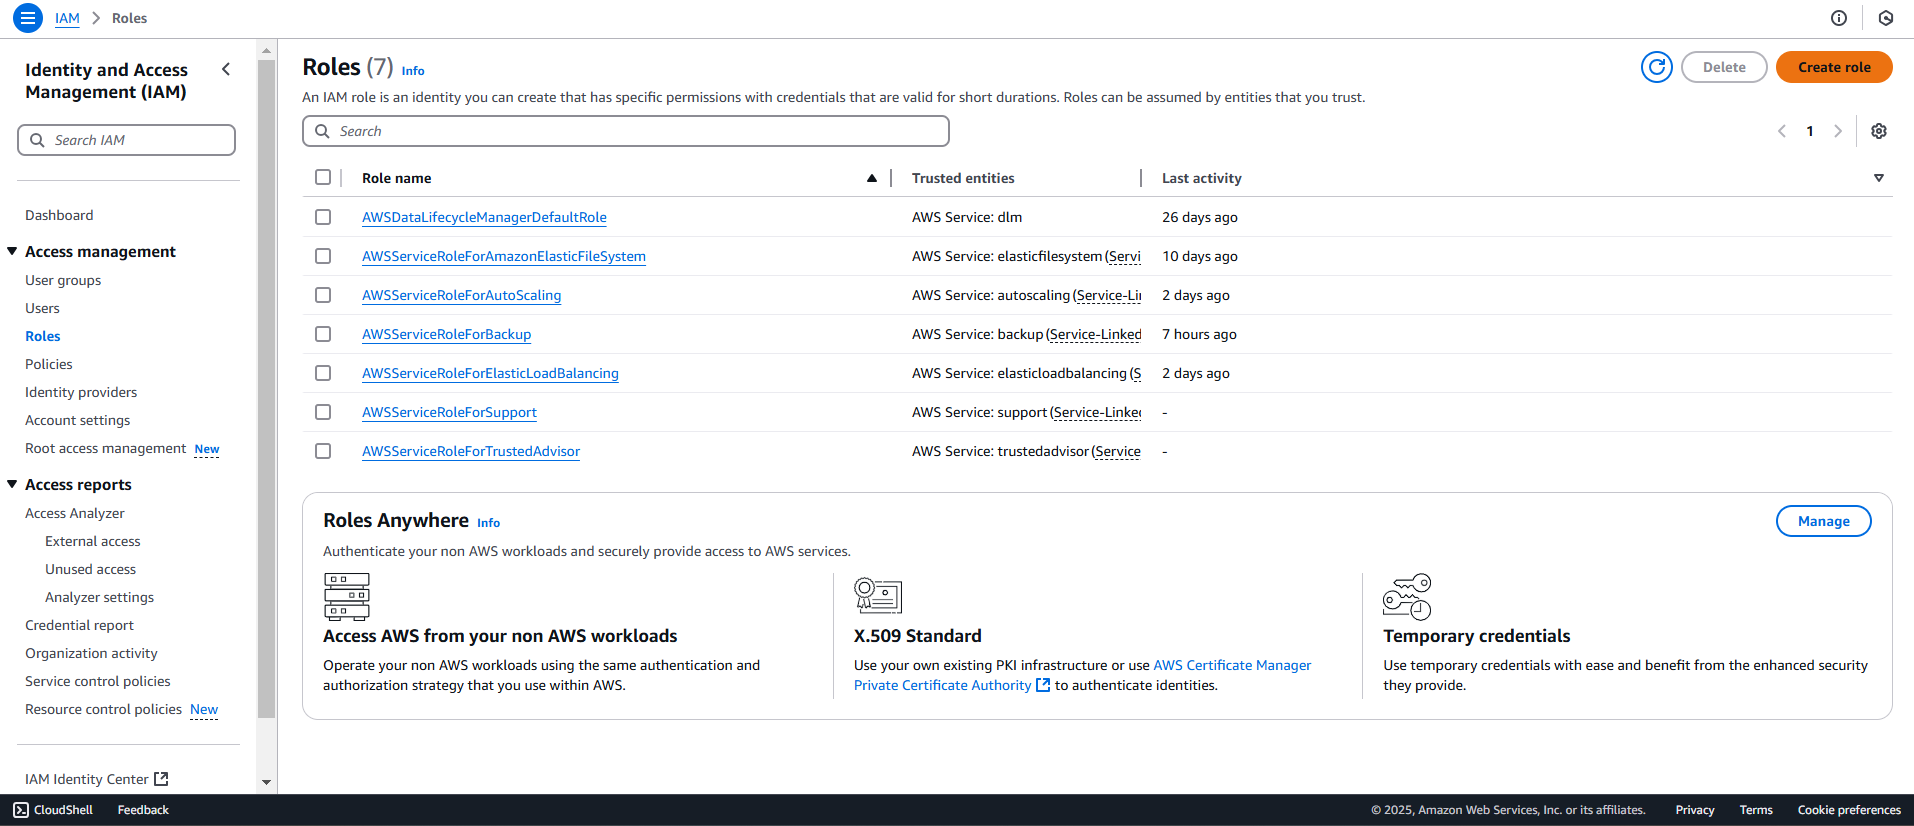 IAM > Roles
Identity and Access
Management (IAM)
Search IAM
Dashboard
Access management
User groups
Users
Roles
Policies
Identity providers
Account settings
Root access management New
Access reports
Access Analyzer
External access
Unused access
Analyzer settings
Credential report
Organization activity
Service control policies
Resource control policies New
IAM Identity Center
Roles (7) Info
Delete
Create role
An IAM role is an identity you can create that has specific permissions with credentials that are valid for short durations. Roles can be assumed by entities that you trust.
Search
1
Role name Trusted entities Last activity
AWSDataLifecycleManagerDefaultRole AWS Service: dlm 26 days ago
AWSServiceRoleForAmazonElasticFileSystem AWS Service: elasticfilesystem (Servi 10 days ago
AWSServiceRoleForAutoScaling AWS Service: autoscaling (Service-Li 2 days ago
AWSServiceRoleForBackup AWS Service: backup (Service-Linked 7 hours ago
AWSServiceRoleForElasticLoadBalancing AWS Service: elasticloadbalancing (S 2 days ago
AWSServiceRoleForSupport AWS Service: support (Service-Linked -
AWSServiceRoleForTrustedAdvisor AWS Service: trustedadvisor (Service -
Roles Anywhere Info
Manage
Authenticate your non AWS workloads and securely provide access to AWS services.
Access AWS from your non AWS workloads
Operate your non AWS workloads using the same authentication and
authorization strategy that you use within AWS.
X.509 Standard
Use your own existing PKI infrastructure or use AWS Certificate Manager
Private Certificate Authority to authenticate identities.
Temporary credentials
Use temporary credentials with ease and benefit from the enhanced security
they provide.
CloudShell Feedback © 2025, Amazon Web Services, Inc. or its affiliates. Privacy Terms Cookie preferences